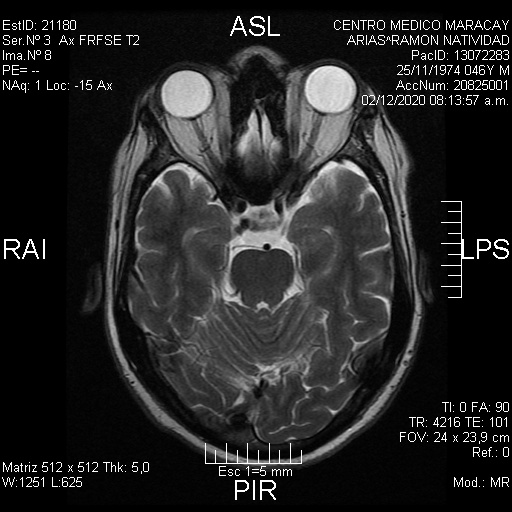 EstID: 21180
Ser.Nº 3 Ax FRFSE T2
Ima.Nº 8
PE= --
NAq: 1 Loc: -15 Ax
ASL
CENTRO MEDICO MARACAY
ARIAS^RAMON NATIVIDAD
PacID: 13072283
25/11/1974 046Y M
AccNum: 20825001
02/12/2020 08:13:57 a.m.
RAI
LPS
TI: 0 FA: 90
TR: 4216 TE: 101
FOV: 24 x 23,9 cm
Ref.: 0
Mod.: MR
Matriz 512 x 512 Thk: 5,0
W:1251 L:625
Esc 1=5 mm
PIR